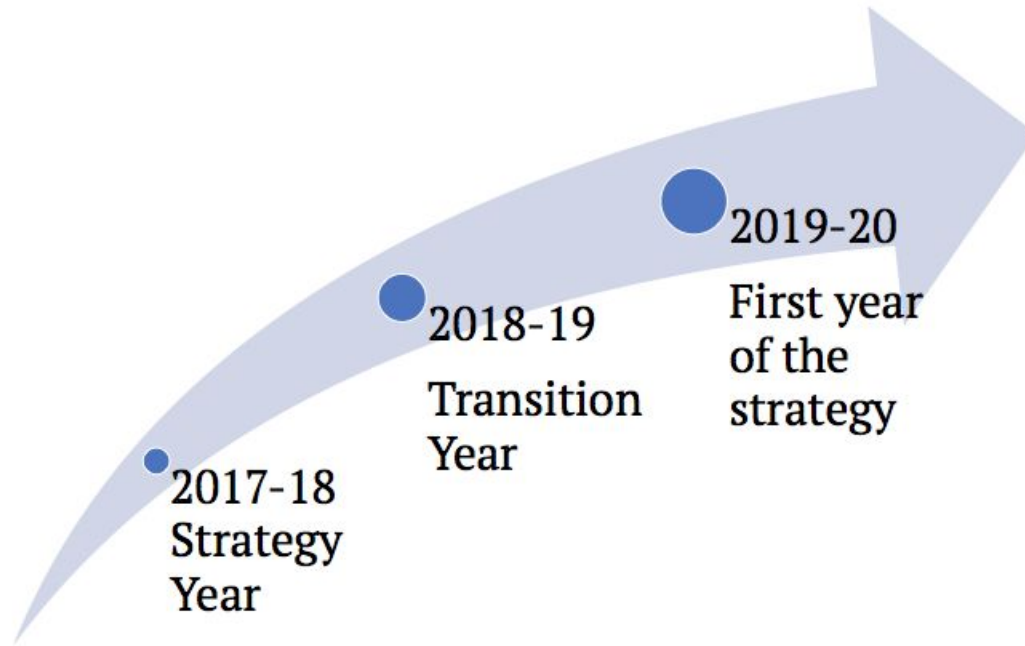 2017-18
Strategy
Year
2018-19
Transition
Year
2019-20
First year
of the
strategy